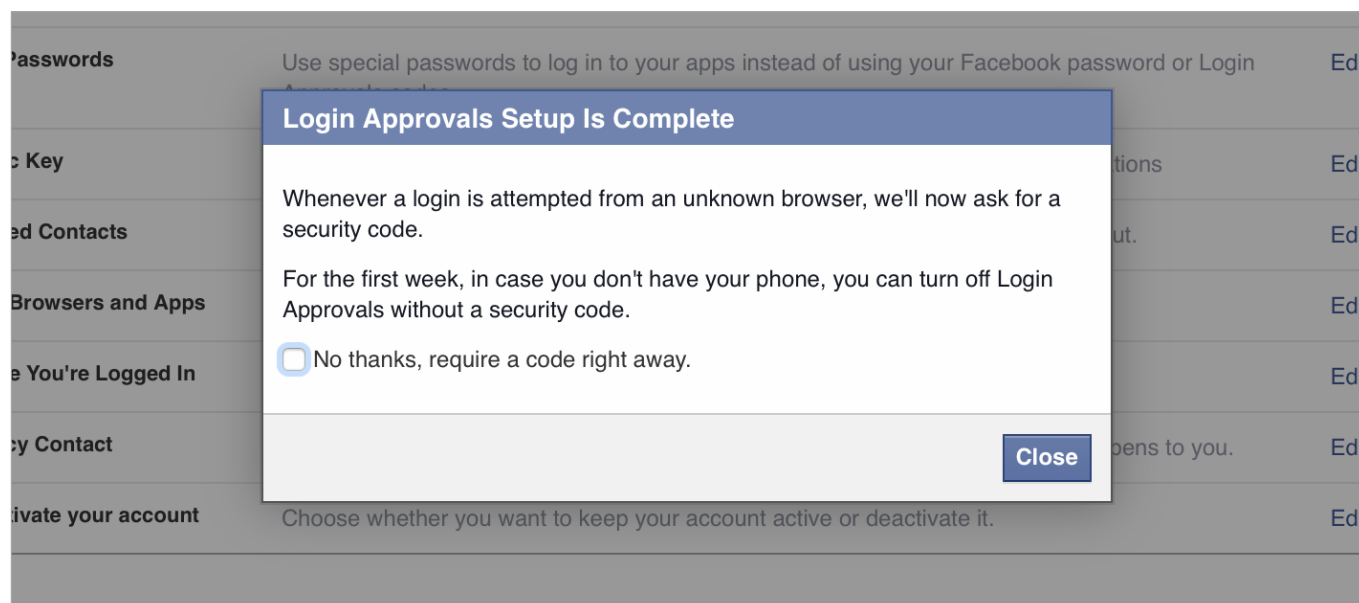 Passwords
Use special passwords to log in to your apps instead of using your Facebook password or Login
Ed
Login Approvals Setup Is Complete
c Key
tions
Ed
Whenever a login is attempted from an unknown browser, we'll now ask for a
security code.
ed Contacts
ut.
Ed
For the first week, in case you don't have your phone, you can turn off Login
Approvals without a security code.
Browsers and Apps
Ed
No thanks, require a code right away.
e You're Logged In
Ed
cy Contact
pens to you.
Ed
Close
ivate your account
Choose whether you want to keep your account active or deactivate it.
Ed